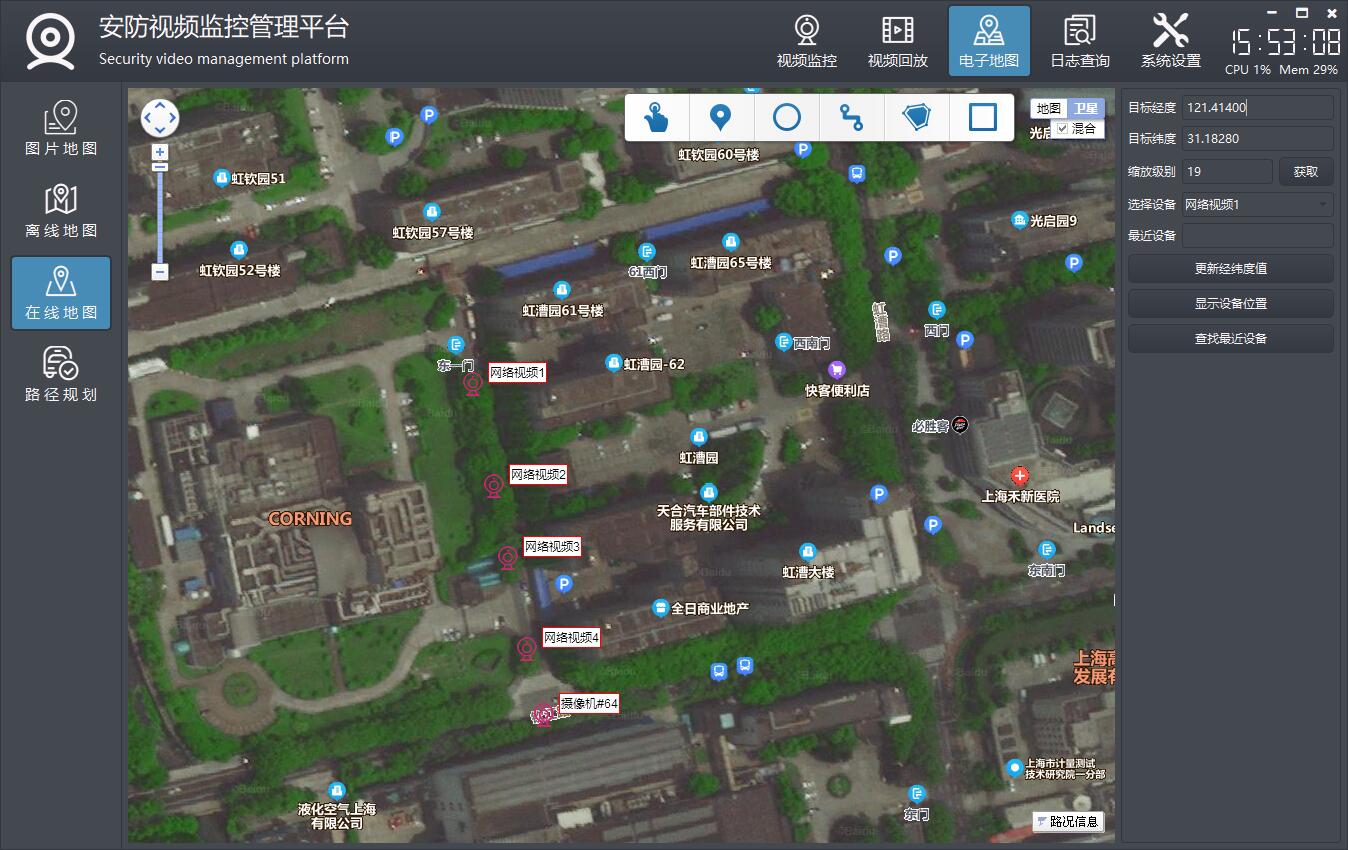 安防视频监控管理平台
Security video management platform
视频监控
视频回放
电子地图
日志查询
系统设置
15:53:08
CPU 1% Mem 29%
图片地图
离线地图
在线地图
路径规划
地图
卫星
混合
光启
虹钦园60号楼
虹钦园51
虹钦园57号楼
光启园9
虹钦园52号楼
61西门
虹漕园65号楼
虹漕园61号楼
虹漕路
西门
西南门
东一门
虹漕园-62
网络视频1
快客便利店
必胜客
虹漕园
网络视频2
上海禾新医院
天合汽车部件技术
服务有限公司
CORNING
Landse
网络视频3
虹漕大楼
东南门
全日商业地产
网络视频4
上海高
发展有
摄像机#64
上海市计量测试
技术研究院一分部
液化空气上海
有限公司
东门
路况信息
目标经度 121.41400
目标纬度 31.18280
缩放级别 19 获取
选择设备 网络视频1
最近设备
更新经纬度值
显示设备位置
查找最近设备